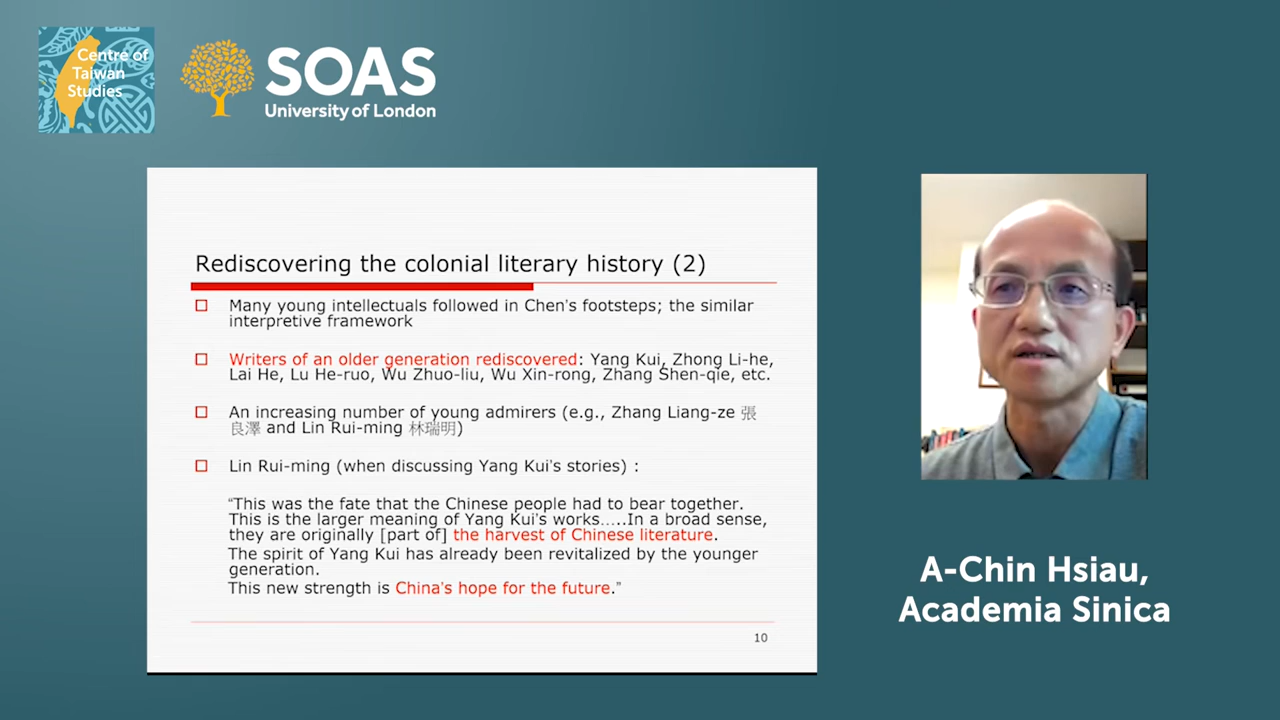 Centre of
Taiwan
Studies
SOAS
University of London
Rediscovering the colonial literary history (2)
Many young intellectuals followed in Chen's footsteps; the similar
interpretive framework
Writers of an older generation rediscovered: Yang Kui, Zhong Li-he,
Lai He, Lu He-ruo, Wu Zhuo-liu, Wu Xin-rong, Zhang Shen-qie, etc.
An increasing number of young admirers (e.g., Zhang Liang-ze 張
良澤 and Lin Rui-ming 林瑞明)
Lin Rui-ming (when discussing Yang Kui's stories) :
“This was the fate that the Chinese people had to bear together.
This is the larger meaning of Yang Kui's works…..In a broad sense,
they are originally [part of] the harvest of Chinese literature.
The spirit of Yang Kui has already been revitalized by the younger
generation.
This new strength is China's hope for the future.”
10
A-Chin Hsiau,
Academia Sinica